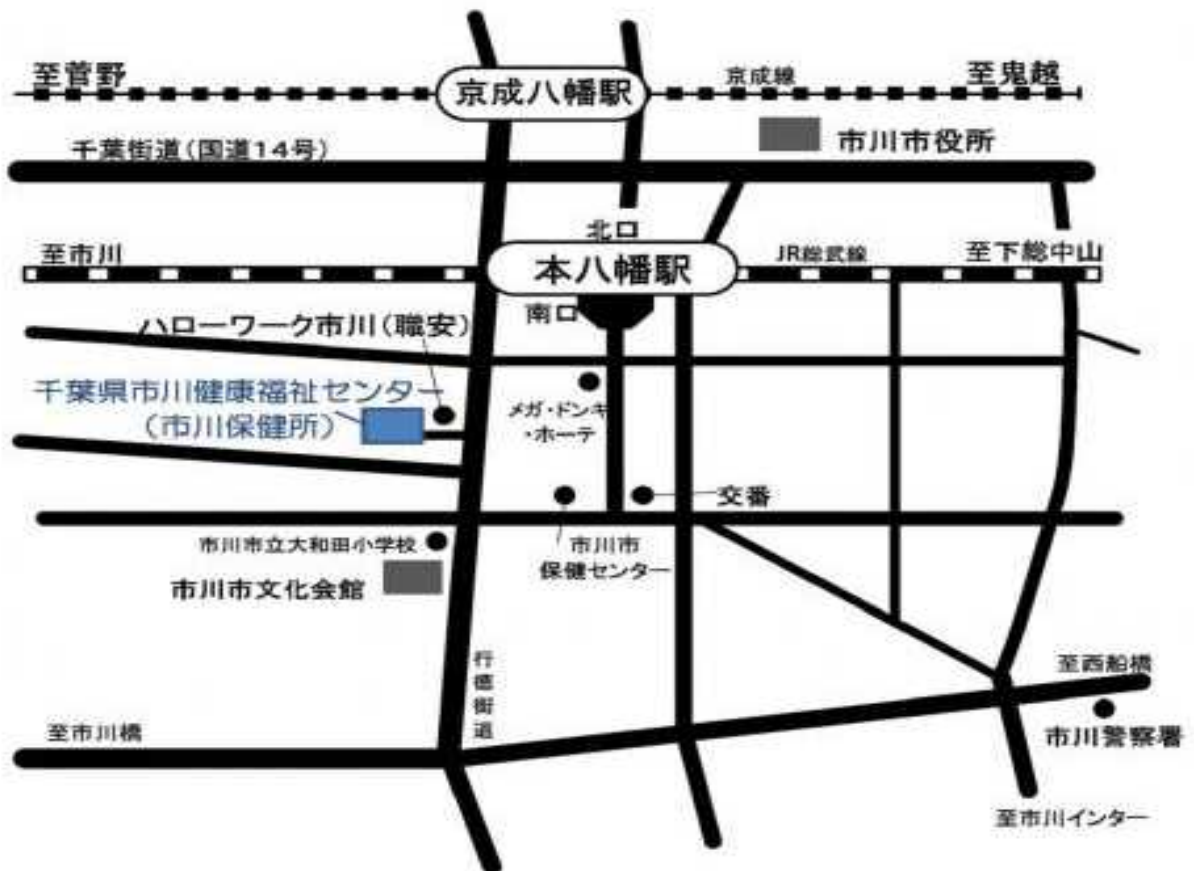 至菅野
京成八幡駅
京成線
至鬼越
千葉街道(国道14号)
市川市役所
北口
至市川
本八幡駅
JR総武線
至下総中山
南口
ハローワーク市川(職安)
千葉県市川健康福祉センター
(市川保健所)
メガ・ドンキ
・ホーテ
交番
市川市立大和田小学校
市川市
保健センター
市川市文化会館
行徳街道
至西船橋
至市川橋
市川警察署
至市川インター